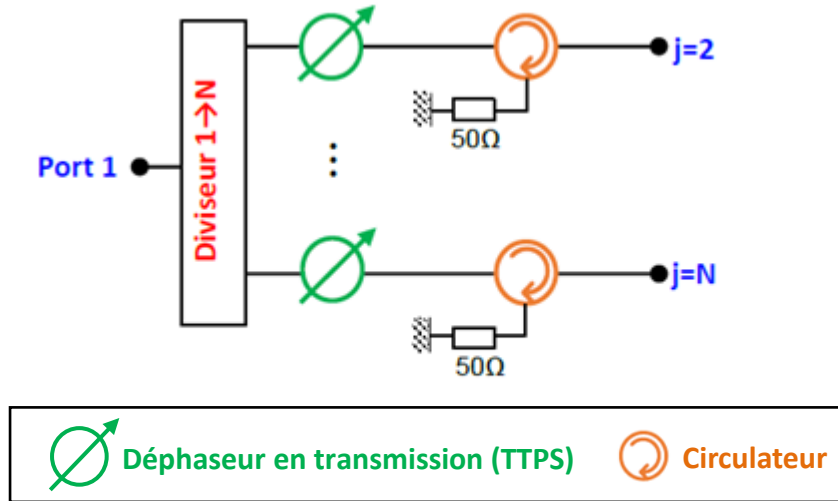 j=2
50Ω
Port 1
Diviseur 1→N
⋮
j=N
50Ω
Déphaseur en transmission (TTPS)
Circulateur